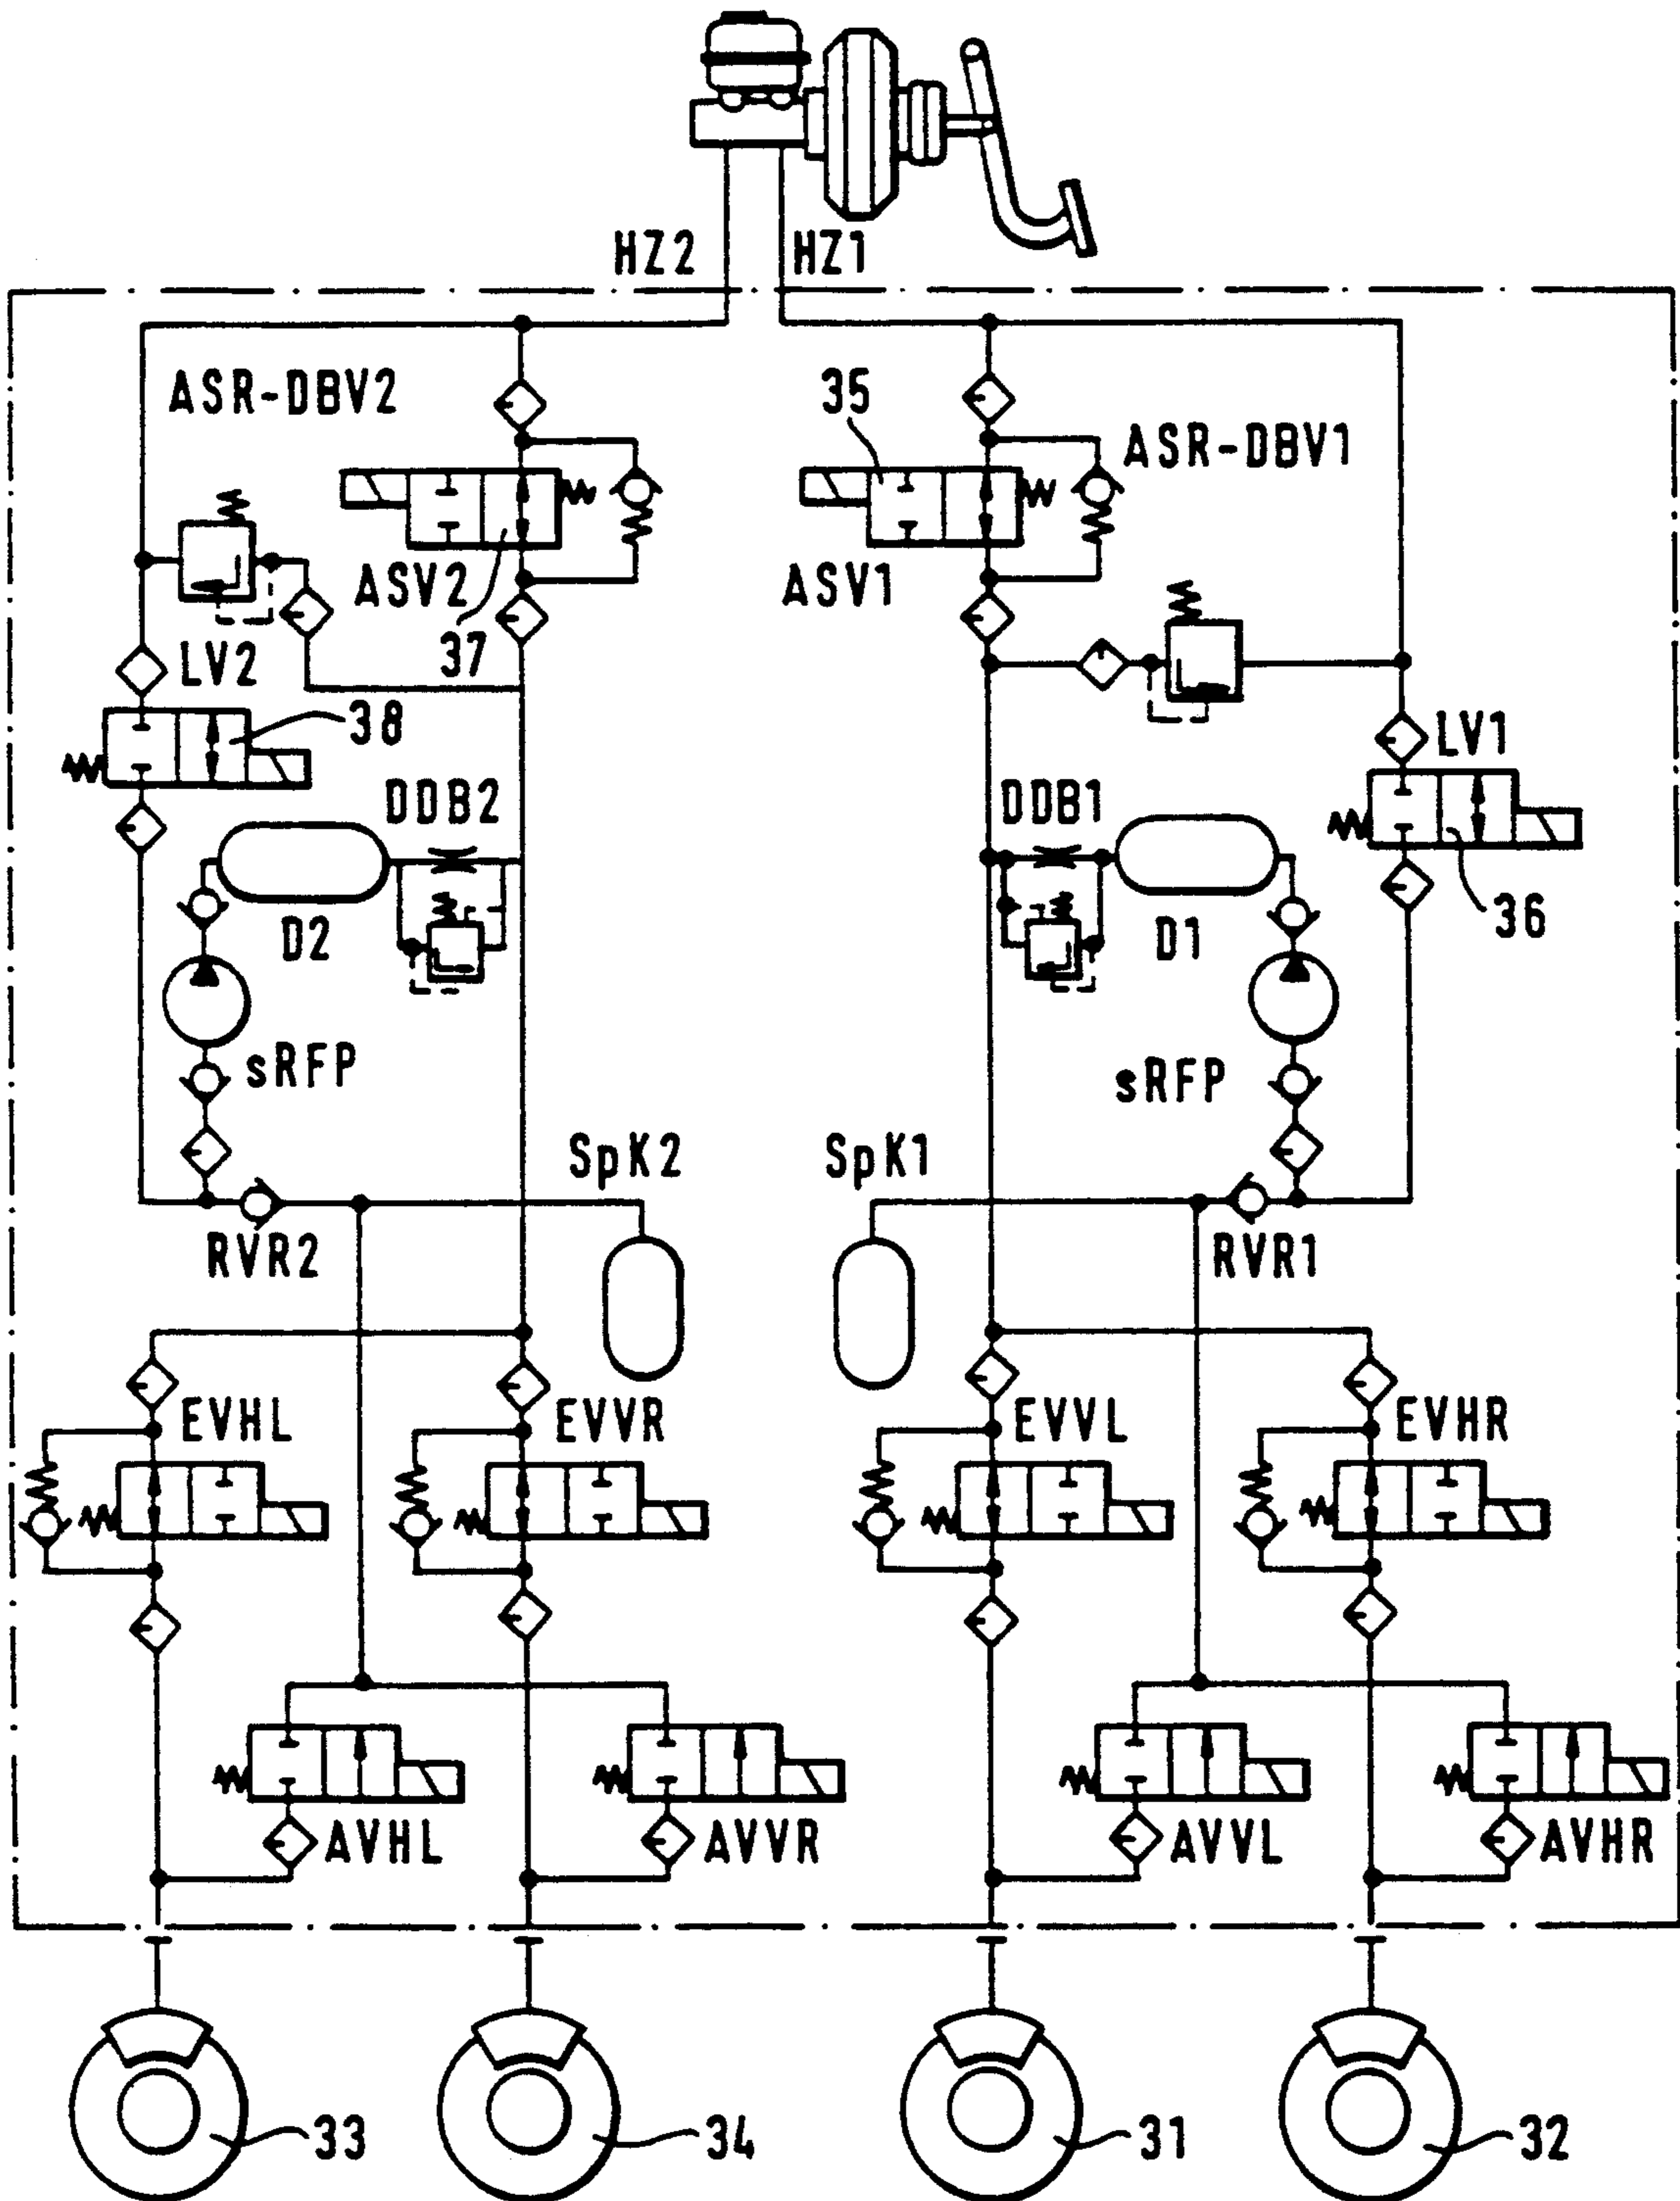 HZ2
HZ1
ASR-DBV2
35
ASR-DBV1
ASV2
ASV1
37
LV2
38
LV1
DDB2
DDB1
36
D2
D1
sRFP
sRFP
SpK2
SpK1
RVR2
RVR1
EVHL
EVVR
EVVL
EVHR
AVHL
AVVR
AVVL
AVHR
33
34
31
32